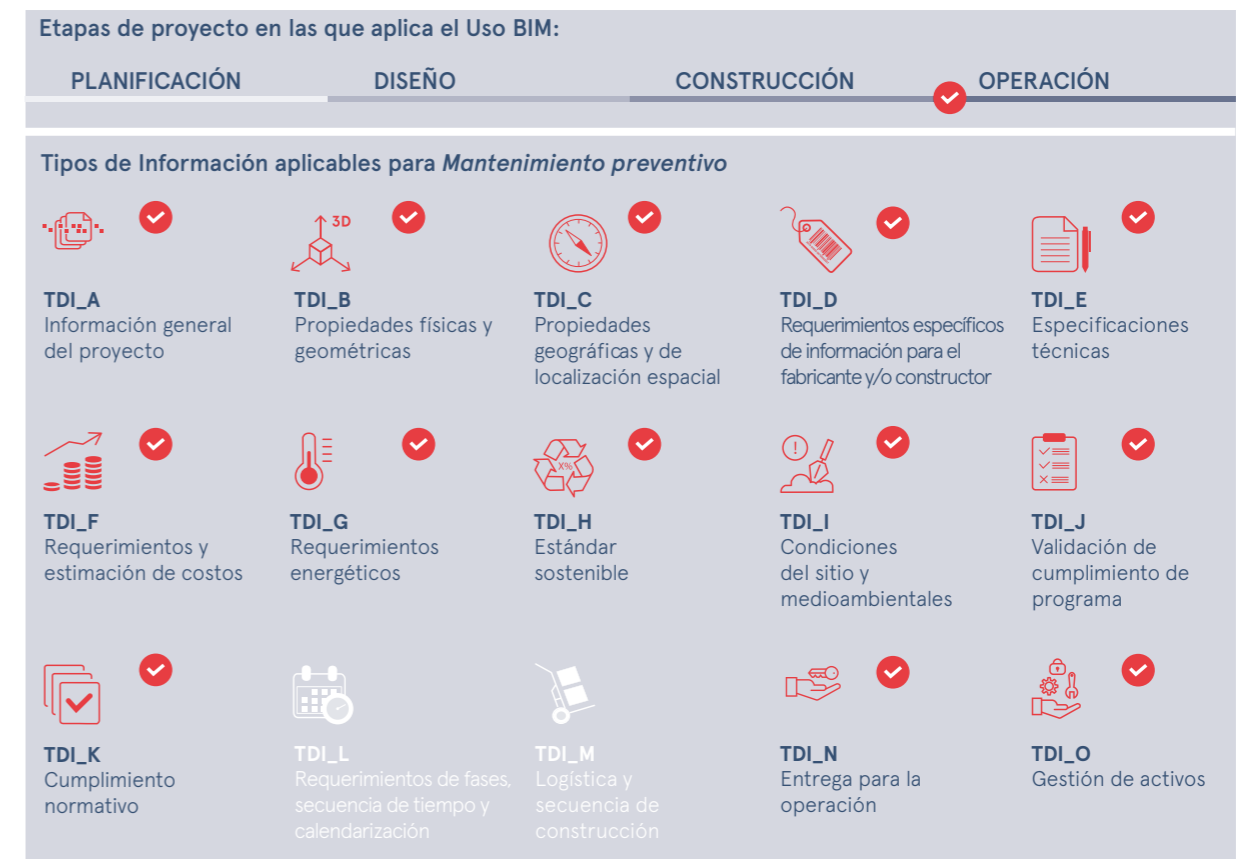 Etapas de proyecto en las que aplica el Uso BIM:
PLANIFICACIÓN DISEÑO CONSTRUCCIÓN OPERACIÓN
Tipos de Información aplicables para Mantenimiento preventivo
3D
TDI_A
Información general
del proyecto
TDI_B
Propiedades físicas y
geométricas
TDI_C
Propiedades
geográficas y de
localización espacial
TDI_D
Requerimientos específicos
de información para el
fabricante y/o constructor
TDI_E
Especificaciones
técnicas
TDI_F
Requerimientos y
estimación de costos
TDI_G
Requerimientos
energéticos
X%
TDI_H
Estándar
sostenible
TDI_I
Condiciones
del sitio y
medioambientales
TDI_J
Validación de
cumplimiento de
programa
TDI_K
Cumplimiento
normativo
TDI_L
Requerimientos de fases,
secuencia de tiempo y
calendarización
TDI_M
Logística y
secuencia de
construcción
TDI_N
Entrega para la
operación
TDI_O
Gestión de activos